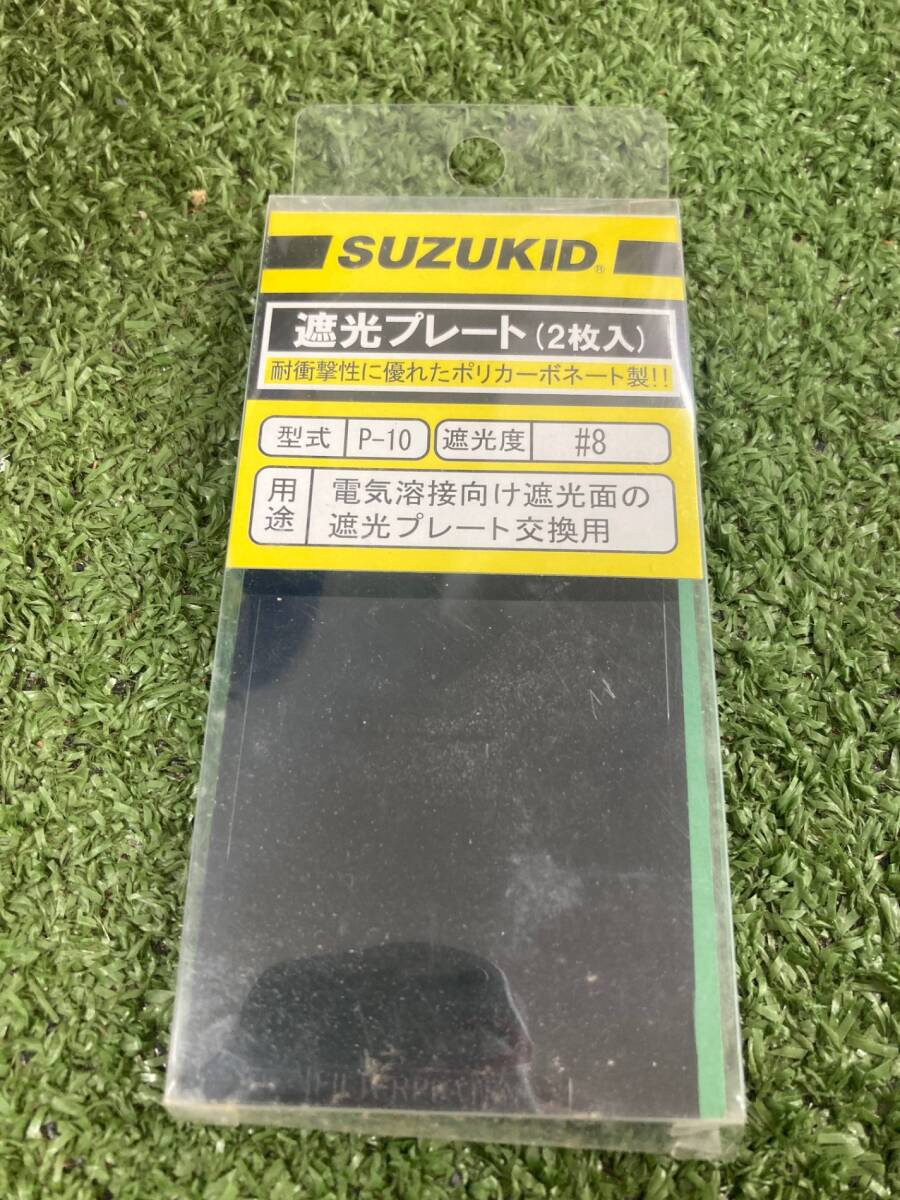 SUZUKID®
遮光プレート(2枚入)
耐衝撃性に優れたポリカーボネート製!!
型式 P-10 遮光度 #8
用途 電気溶接向け遮光面の
遮光プレート交換用